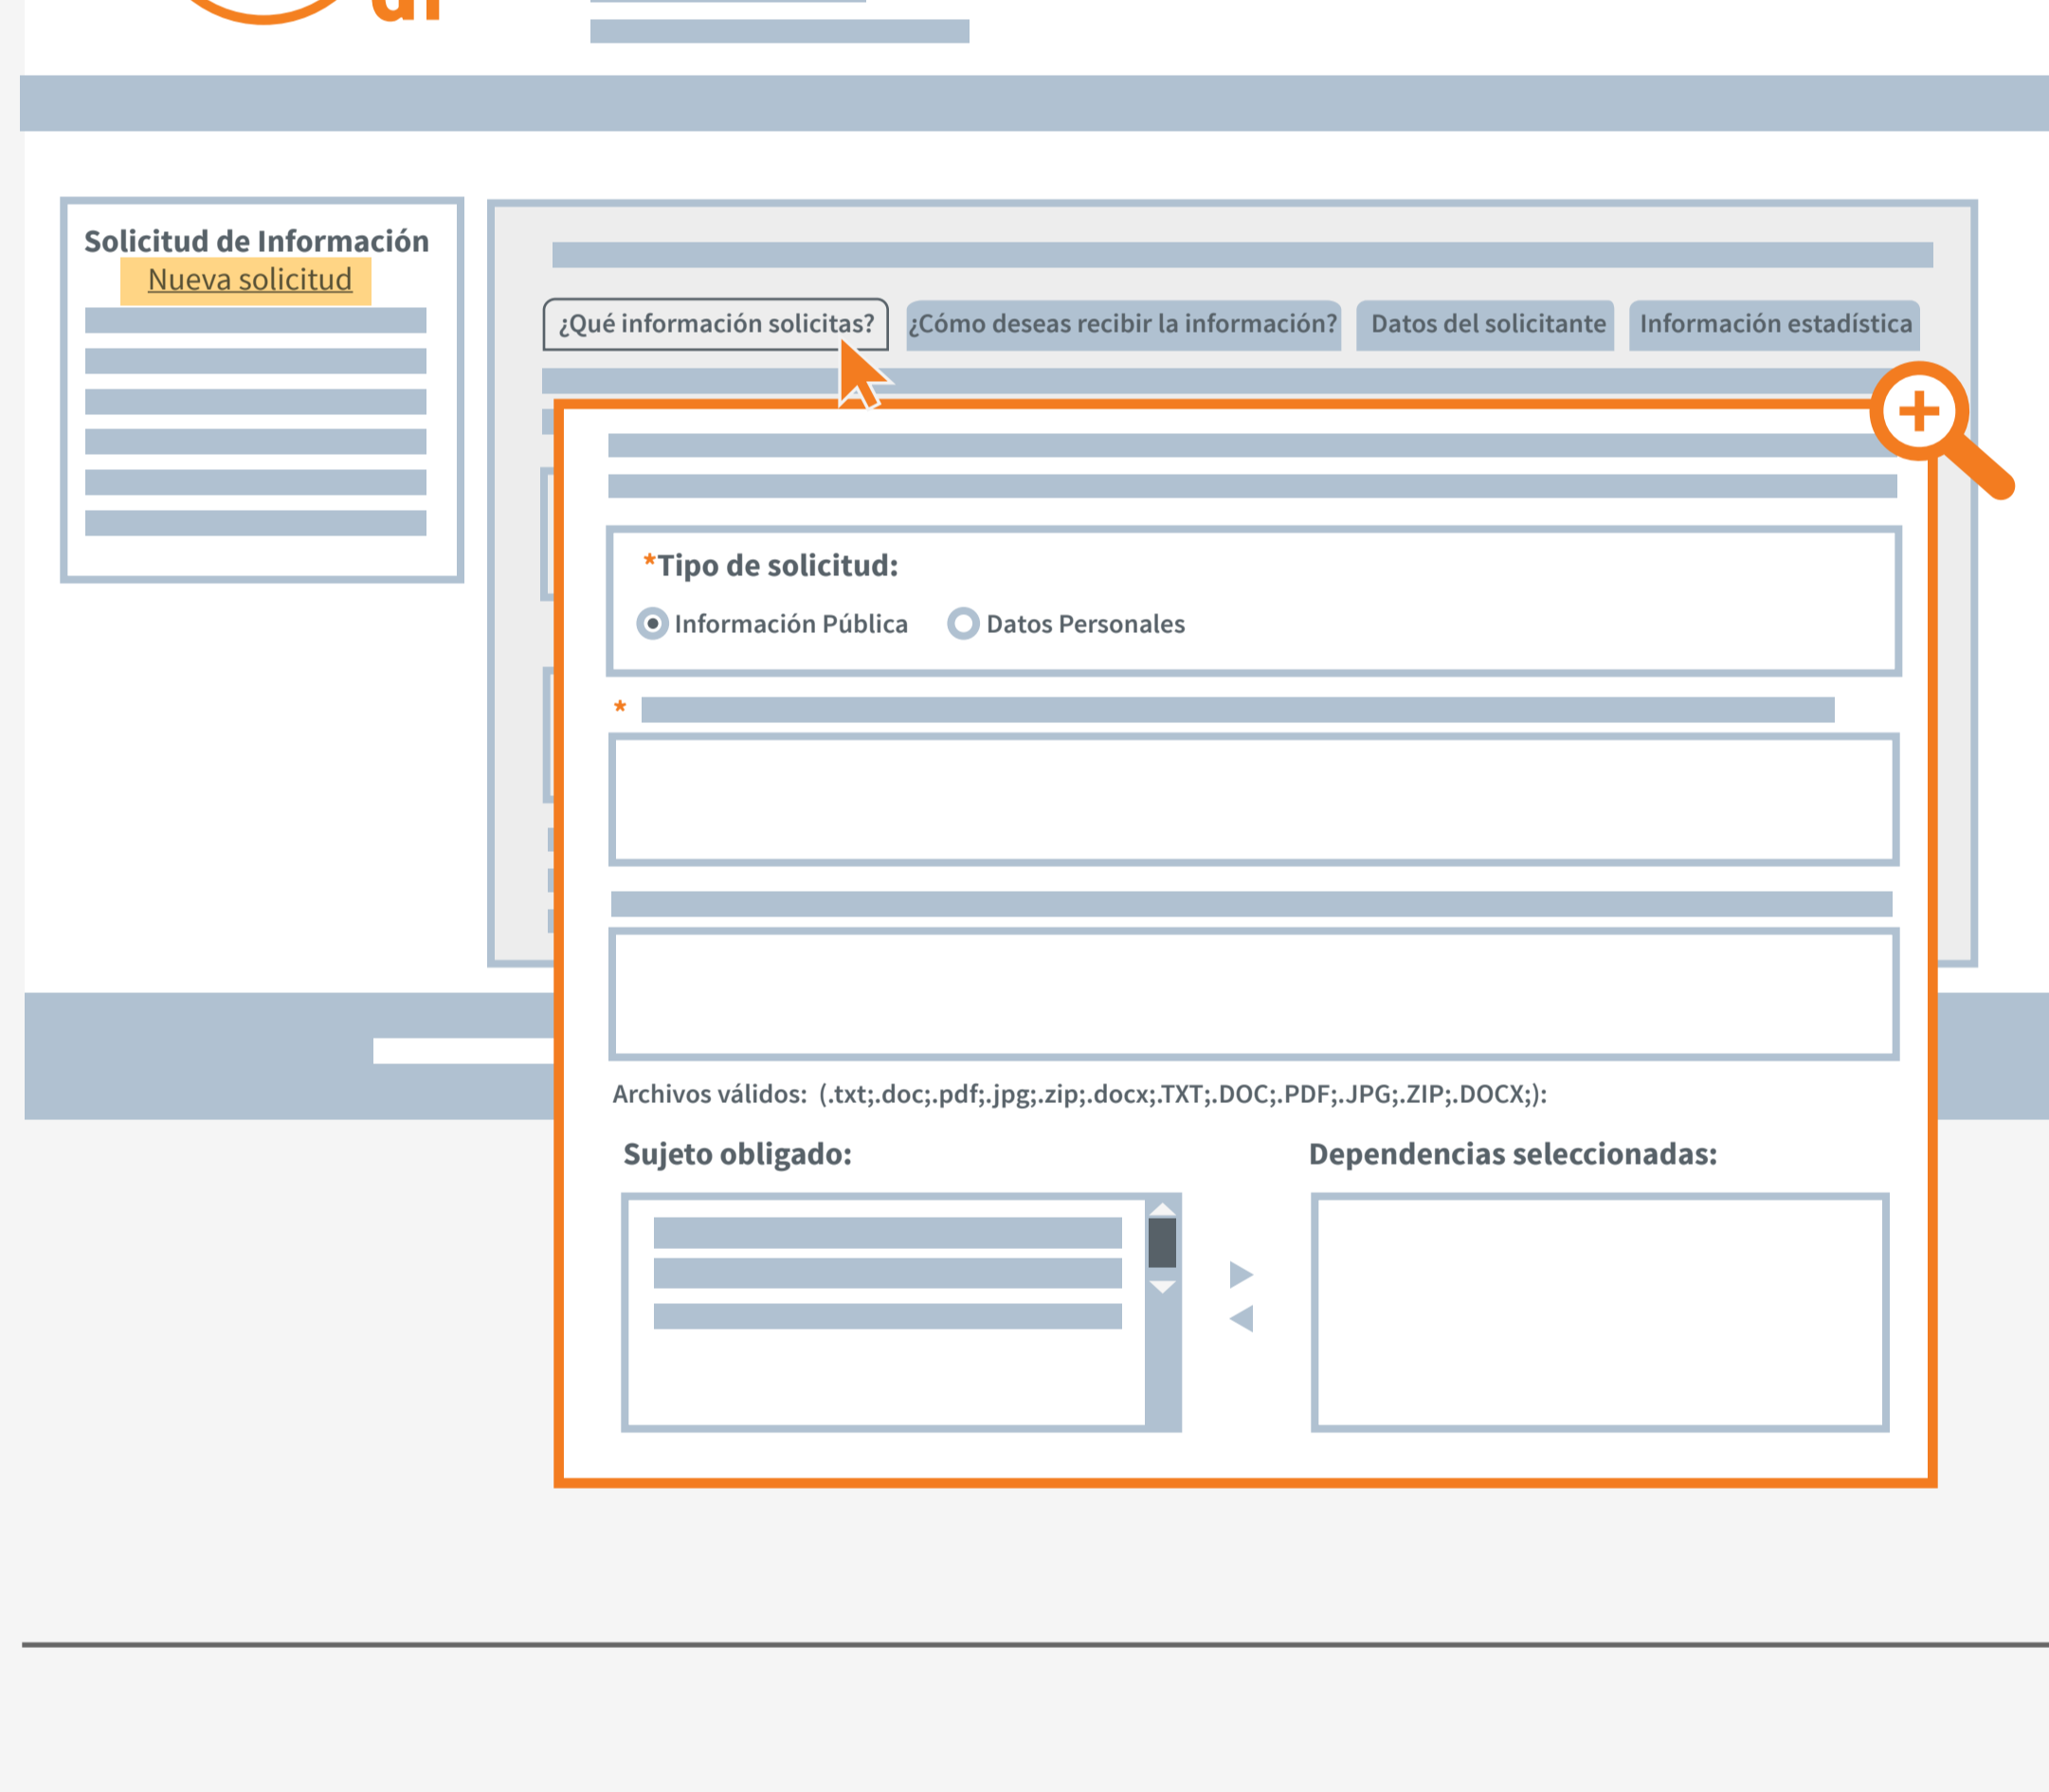 Solicitud de Información
Nueva solicitud
¿Qué información solicitas?
¿Cómo deseas recibir la información?
Datos del solicitante
Información estadística
*Tipo de solicitud:
Información Pública
Datos Personales
*
Archivos válidos: (.txt;.doc;.pdf;.jpg;.zip;.docx;.TXT;.DOC;.PDF;.JPG;.ZIP;.DOCX;):
Sujeto obligado:
Dependencias seleccionadas: